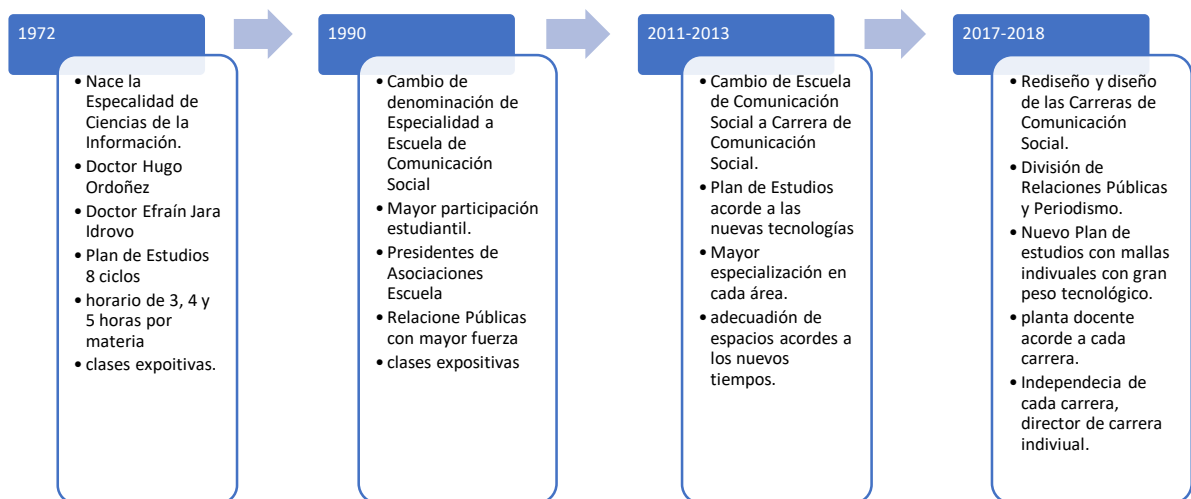 1972
• Nace la
Especalidad de
Ciencias de la
Información.
• Doctor Hugo
Ordoñez
• Doctor Efraín Jara
Idrovo
• Plan de Estudios
8 ciclos
• horario de 3, 4 y
5 horas por
materia
• clases expoitivas.
1990
• Cambio de
denominación de
Especialidad a
Escuela de
Comunicación
Social
• Mayor participación
estudiantil.
• Presidentes de
Asociaciones
Escuela
• Relacione Públicas
con mayor fuerza
• clases expositivas
2011-2013
• Cambio de Escuela
de Comunicación
Social a Carrera de
Comunicación
Social.
• Plan de Estudios
acorde a las
nuevas tecnologías
• Mayor
especialización en
cada área.
• adecuadión de
espacios acordes a
los nuevos
tiempos.
2017-2018
• Rediseño y diseño
de las Carreras de
Comunicación
Social.
• División de
Relaciones Públicas
y Periodismo.
• Nuevo Plan de
estudios con mallas
indivuales con gran
peso tecnológico.
• planta docente
acorde a cada
carrera.
• Independecia de
cada carrera,
director de carrera
indiviual.